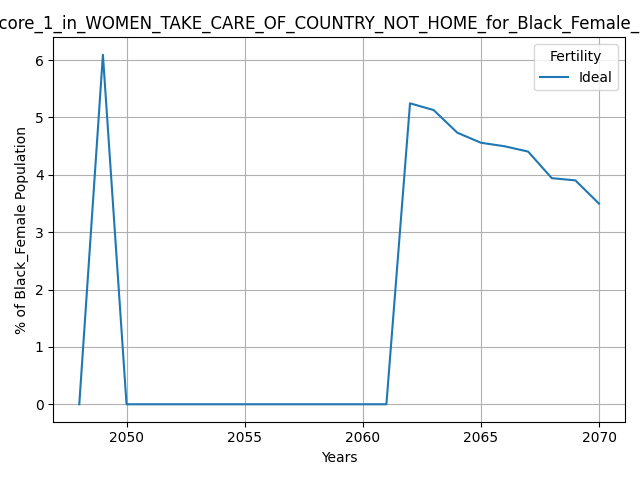 core_1_in_WOMEN_TAKE_CARE_OF_COUNTRY_NOT_HOME_for_Black_Female_
Fertility
Ideal
% of Black_Female Population
6
5
4
3
2
1
0
2050 2055 2060 2065 2070
Years